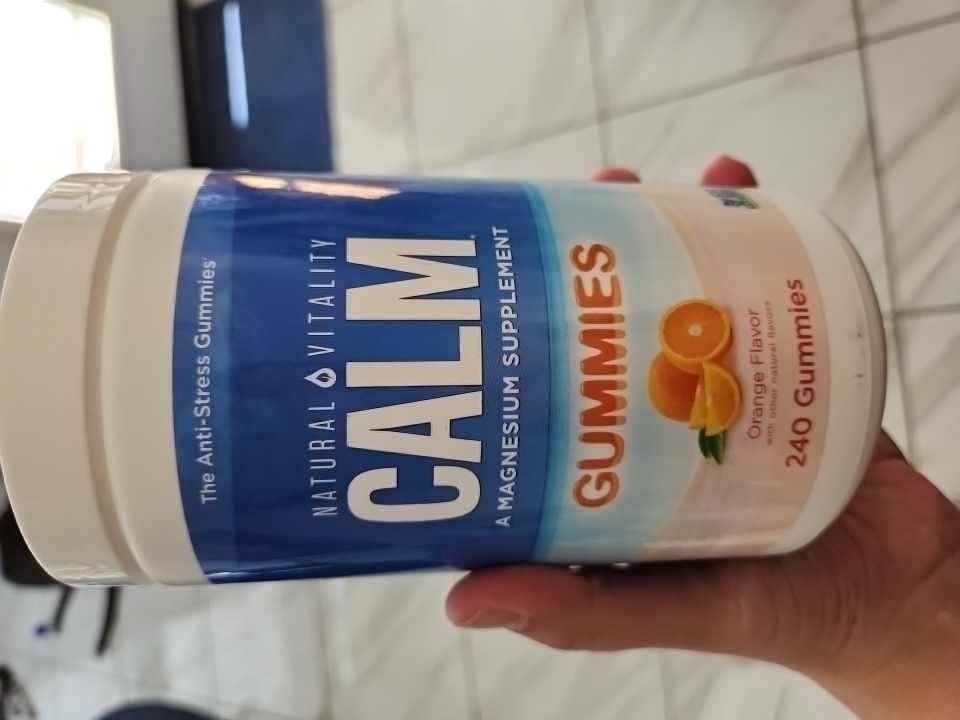 The Anti-Stress Gummies*
NATURAL VITALITY
CALM
A MAGNESIUM SUPPLEMENT
GUMMIES
Orange Flavor
with other natural flavors
240 Gummies